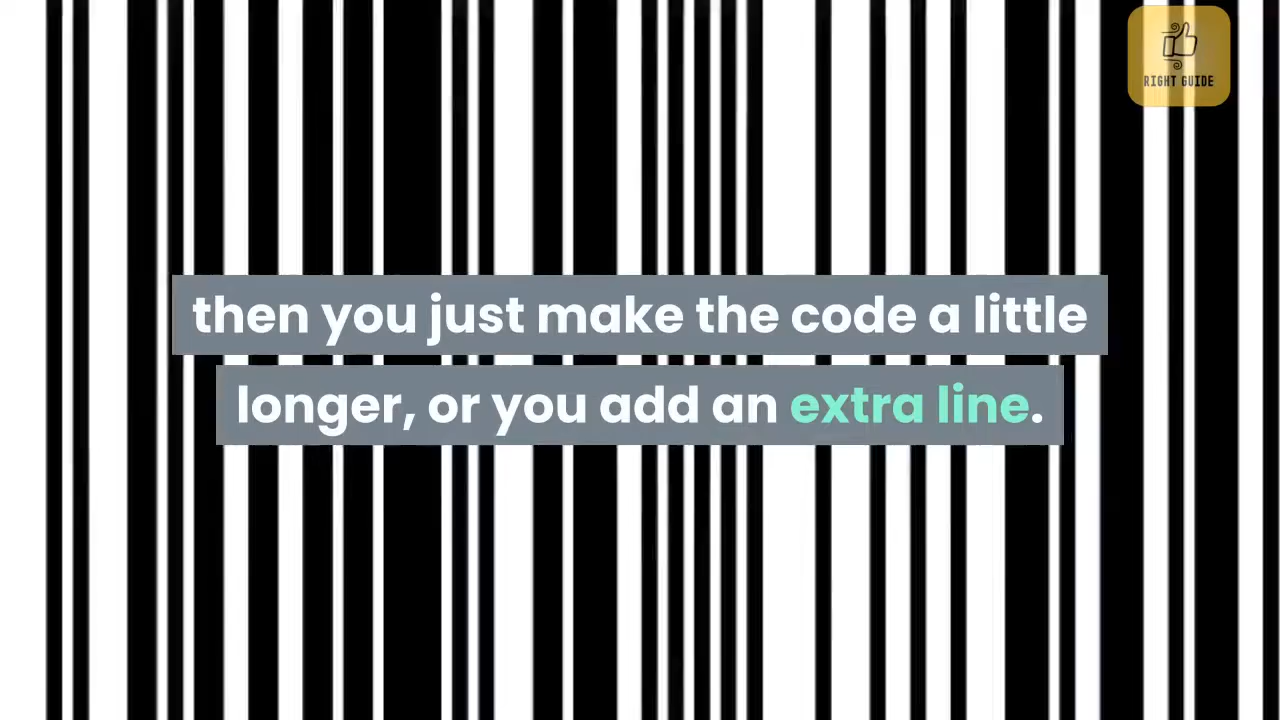 RIGHT GUIDE
then you just make the code a little
longer, or you add an extra line.